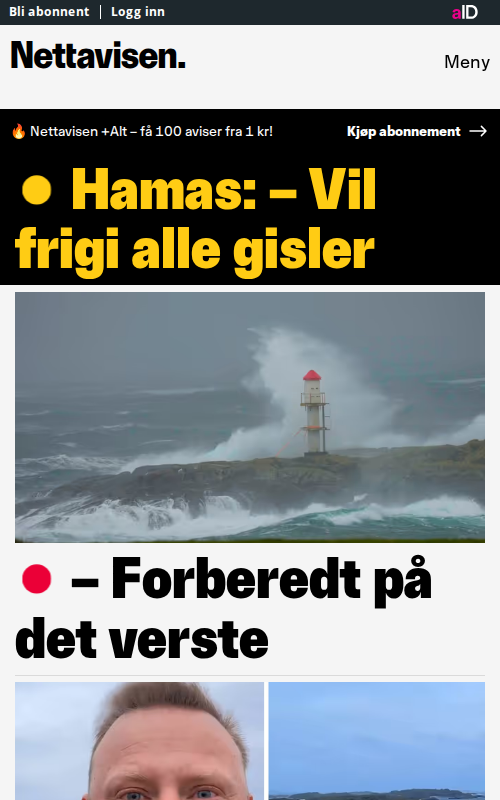 Bli abonnent
Logg inn
aID
Nettavisen.
Meny
🔥 Nettavisen +Alt – få 100 aviser fra 1 kr!
Kjøp abonnement →
Hamas: – Vil
frigi alle gisler
– Forberedt på
det verste